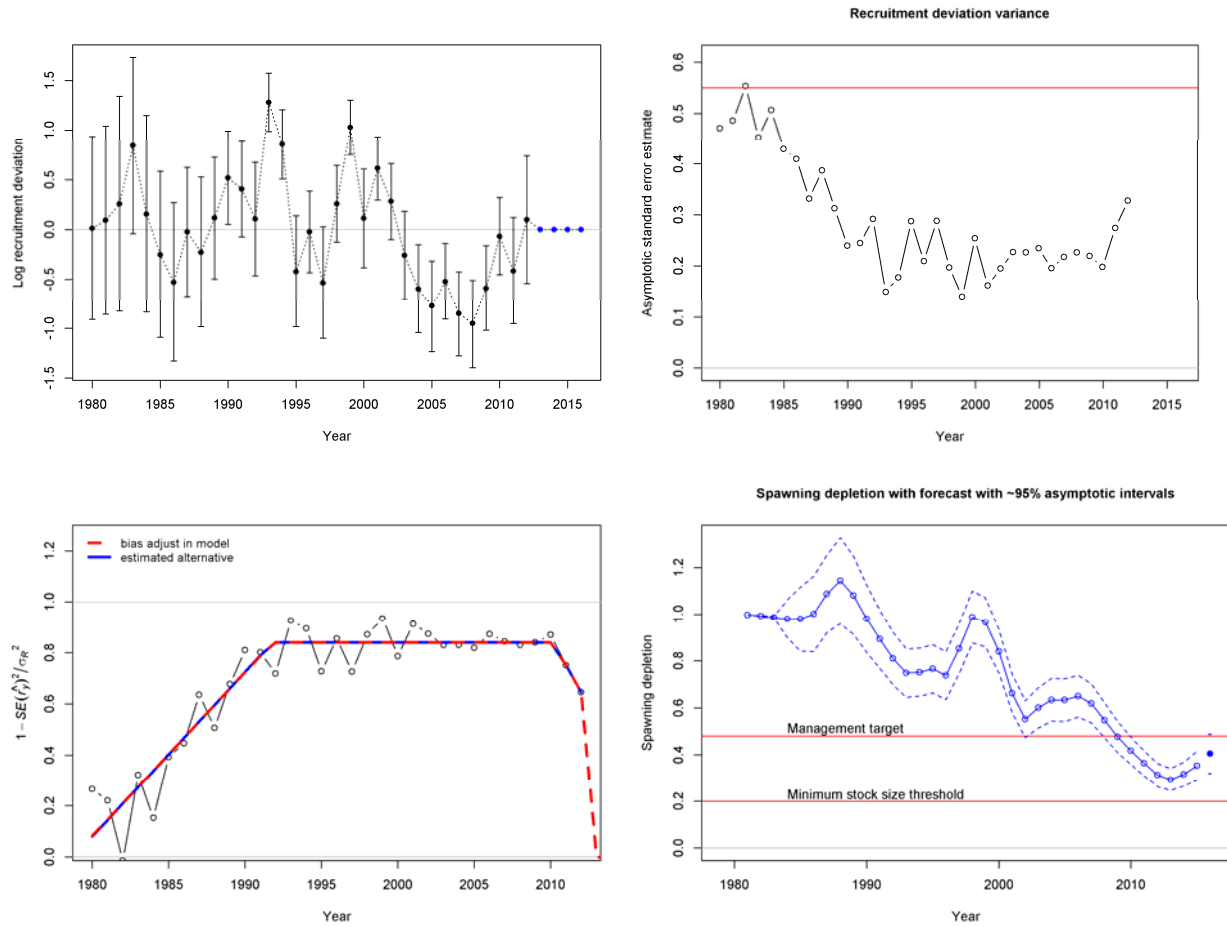 Recruitment deviation variance
Log recruitment deviation
1.5
1.0
0.5
0.0
-0.5
-1.0
-1.5
1980 1985 1990 1995 2000 2005 2010 2015
Year
Asymptotic standard error estimate
0.6
0.5
0.4
0.3
0.2
0.1
0.0
1980 1985 1990 1995 2000 2005 2010 2015
Year
bias adjust in model
estimated alternative
1 − SE(r̂y)²/σR²
1.2
1.0
0.8
0.6
0.4
0.2
0.0
1980 1985 1990 1995 2000 2005 2010
Year
Spawning depletion with forecast with ~95% asymptotic intervals
Spawning depletion
1.2
1.0
0.8
0.6
0.4
0.2
0.0
Management target
Minimum stock size threshold
1980 1990 2000 2010
Year